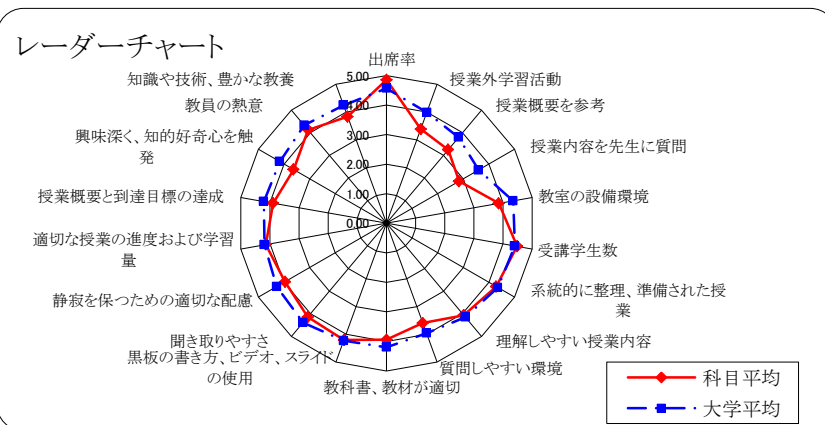 レーダーチャート
出席率
授業外学習活動
授業概要を参考
授業内容を先生に質問
教室の設備環境
受講学生数
系統的に整理、準備された授
業
理解しやすい授業内容
質問しやすい環境
教科書、教材が適切
黒板の書き方、ビデオ、スライド
の使用
聞き取りやすさ
静寂を保つための適切な配慮
適切な授業の進度および学習
量
授業概要と到達目標の達成
興味深く、知的好奇心を触
発
教員の熱意
知識や技術、豊かな教養
5.00
4.00
3.00
2.00
1.00
0.00
科目平均
大学平均